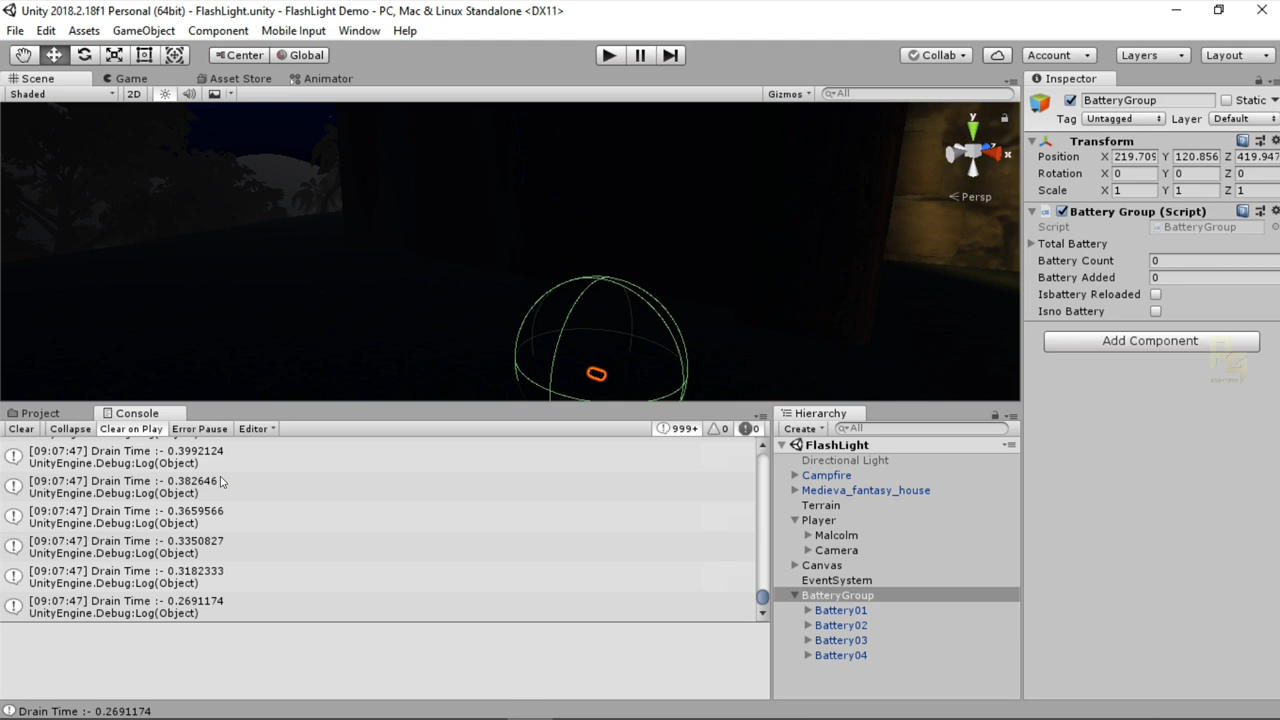 Unity 2018.2.18f1 Personal (64bit) - FlashLight.unity - FlashLight Demo - PC, Mac & Linux Standalone <DX11>
File Edit Assets GameObject Component Mobile Input Window Help
Center Global Collab Account Layers Layout
Scene Game Asset Store Animator
Shaded 2D Gizmos All
y
x
z
Persp
Inspector
BatteryGroup Static
Tag Untagged Layer Default
Transform
Position X 219.709 Y 120.856 Z 419.947
Rotation X 0 Y 0 Z 0
Scale X 1 Y 1 Z 1
Battery Group (Script)
Script BatteryGroup
Total Battery
Battery Count 0
Battery Added 0
Isbattery Reloaded
Isno Battery
Add Component
Project Console
Clear Collapse Clear on Play Error Pause Editor 999+ 0 0
UnityEngine.Debug:Log(Object)
[09:07:47] Drain Time :- 0.3992124
UnityEngine.Debug:Log(Object)
[09:07:47] Drain Time :- 0.382646
UnityEngine.Debug:Log(Object)
[09:07:47] Drain Time :- 0.3659566
UnityEngine.Debug:Log(Object)
[09:07:47] Drain Time :- 0.3350827
UnityEngine.Debug:Log(Object)
[09:07:47] Drain Time :- 0.3182333
UnityEngine.Debug:Log(Object)
[09:07:47] Drain Time :- 0.2691174
UnityEngine.Debug:Log(Object)
Hierarchy
Create All
FlashLight
Directional Light
Campfire
Medieva_fantasy_house
Terrain
Player
Malcolm
Camera
Canvas
EventSystem
BatteryGroup
Battery01
Battery02
Battery03
Battery04
Drain Time :- 0.2691174